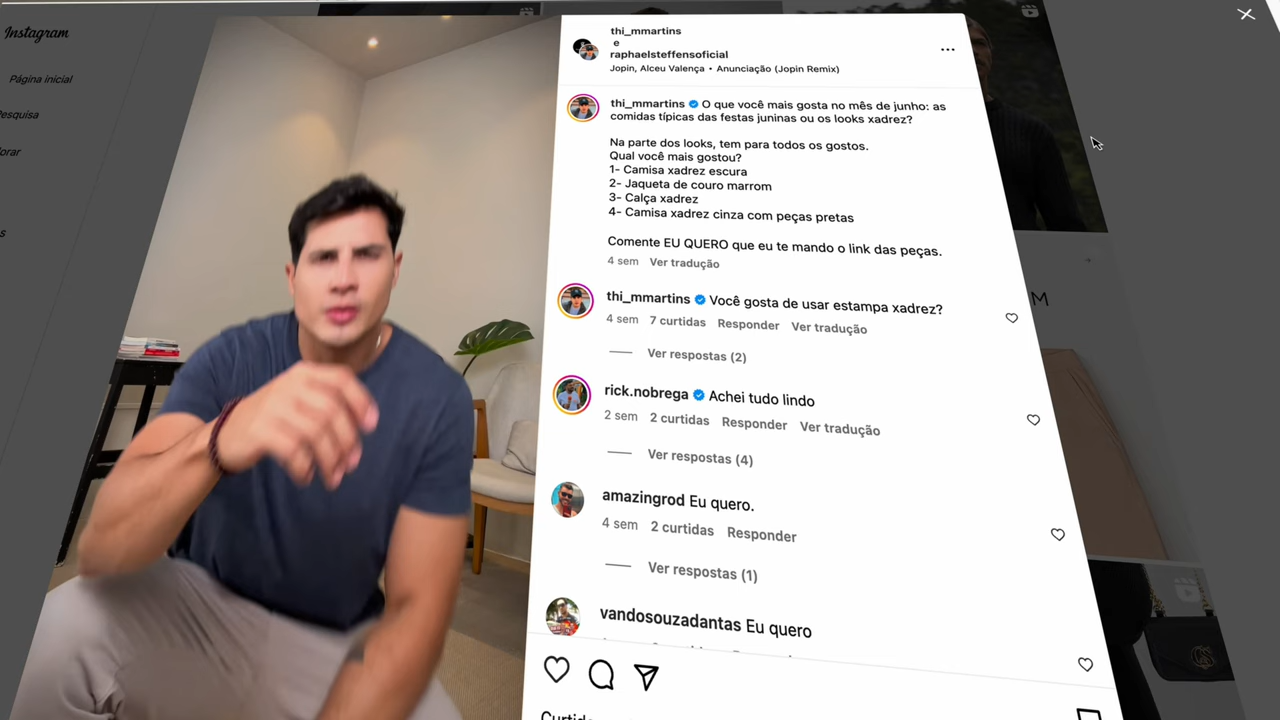 Instagram
Página inicial
Pesquisa
orar
s
thi_mmartins
e
raphaelsteffensoficial
Jopin, Alceu Valença • Anunciação (Jopin Remix)
thi_mmartins O que você mais gosta no mês de junho: as
comidas típicas das festas juninas ou os looks xadrez?
Na parte dos looks, tem para todos os gostos.
Qual você mais gostou?
1- Camisa xadrez escura
2- Jaqueta de couro marrom
3- Calça xadrez
4- Camisa xadrez cinza com peças pretas
Comente EU QUERO que eu te mando o link das peças.
4 sem Ver tradução
thi_mmartins Você gosta de usar estampa xadrez?
4 sem 7 curtidas Responder Ver tradução
Ver respostas (2)
rick.nobrega Achei tudo lindo
2 sem 2 curtidas Responder Ver tradução
Ver respostas (4)
amazingrod Eu quero.
4 sem 2 curtidas Responder
Ver respostas (1)
vandosouzadantas Eu quero
M